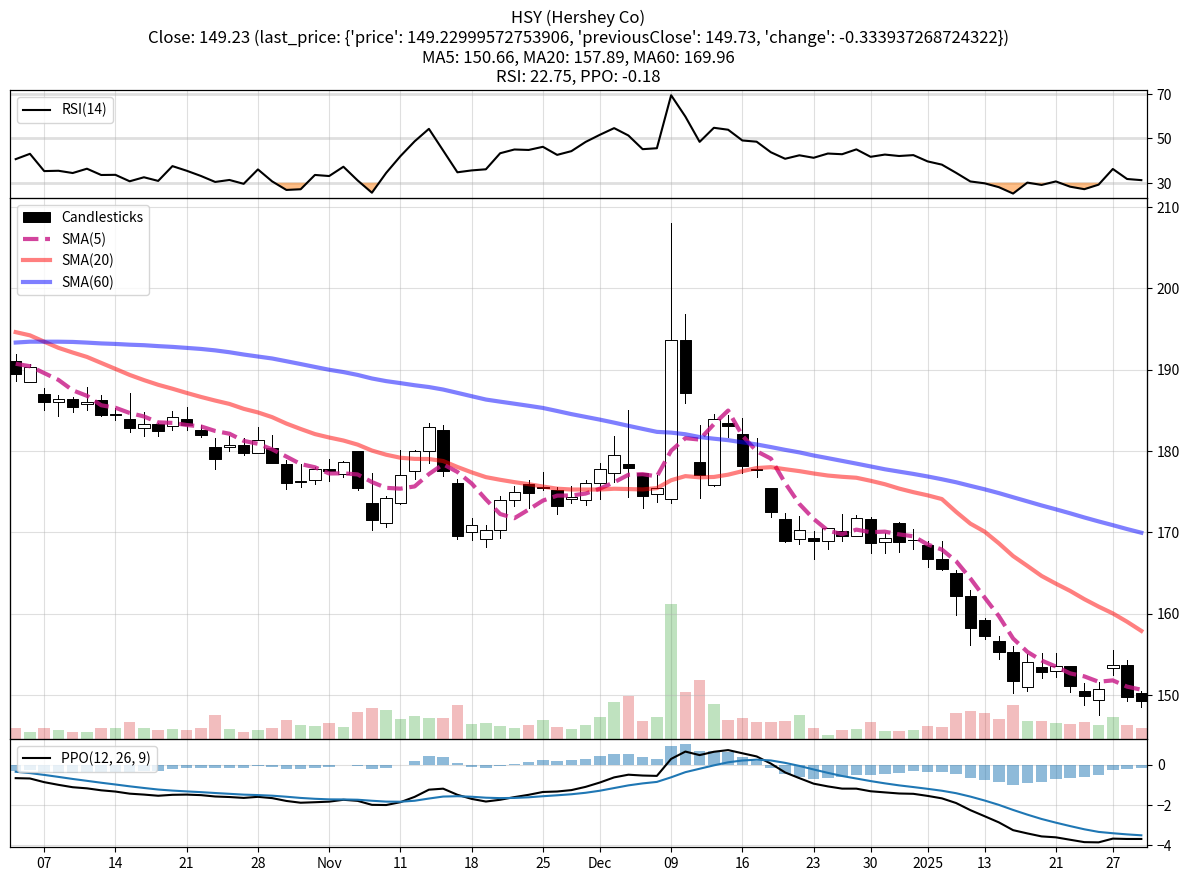 HSY (Hershey Co)
Close: 149.23 (last_price: {'price': 149.22999572753906, 'previousClose': 149.73, 'change': -0.333937268724322})
MA5: 150.66, MA20: 157.89, MA60: 169.96
RSI: 22.75, PPO: -0.18
RSI(14)
70
50
30
Candlesticks
SMA(5)
SMA(20)
SMA(60)
210
200
190
180
170
160
150
PPO(12, 26, 9)
0
−2
−4
07 14 21 28 Nov 11 18 25 Dec 09 16 23 30 2025 13 21 27